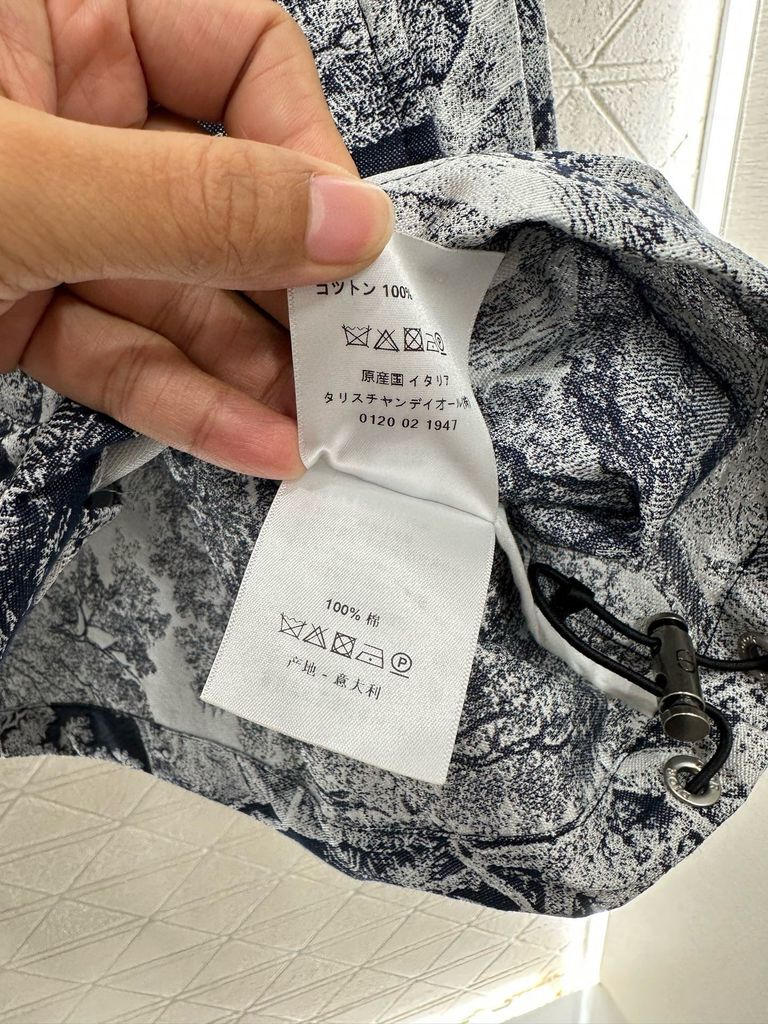 コットン 100%
原産国 イタリア
タリスチャンディオール㈱
0120 02 1947
100% 棉
P
产地 - 意大利